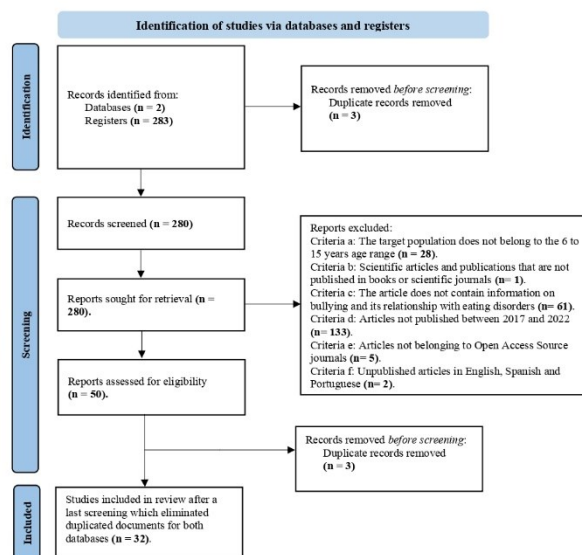 Identification of studies via databases and registers
Identification
Records identified from:
Databases (n = 2)
Registers (n = 283)
Records removed before screening:
Duplicate records removed
(n = 3)
Screening
Records screened (n = 280)
Reports sought for retrieval (n =
280).
Reports assessed for eligibility
(n = 50).
Reports excluded:
Criteria a: The target population does not belong to the 6 to
15 years age range (n = 28).
Criteria b: Scientific articles and publications that are not
published in books or scientific journals (n= 1).
Criteria c: The article does not contain information on
bullying and its relationship with eating disorders (n= 61).
Criteria d: Articles not published between 2017 and 2022
(n= 133).
Criteria e: Articles not belonging to Open Access Source
journals (n= 5).
Criteria f: Unpublished articles in English, Spanish and
Portuguese (n= 2).
Records removed before screening:
Duplicate records removed
(n = 3)
Included
Studies included in review after a
last screening which eliminated
duplicated documents for both
databases (n = 32).